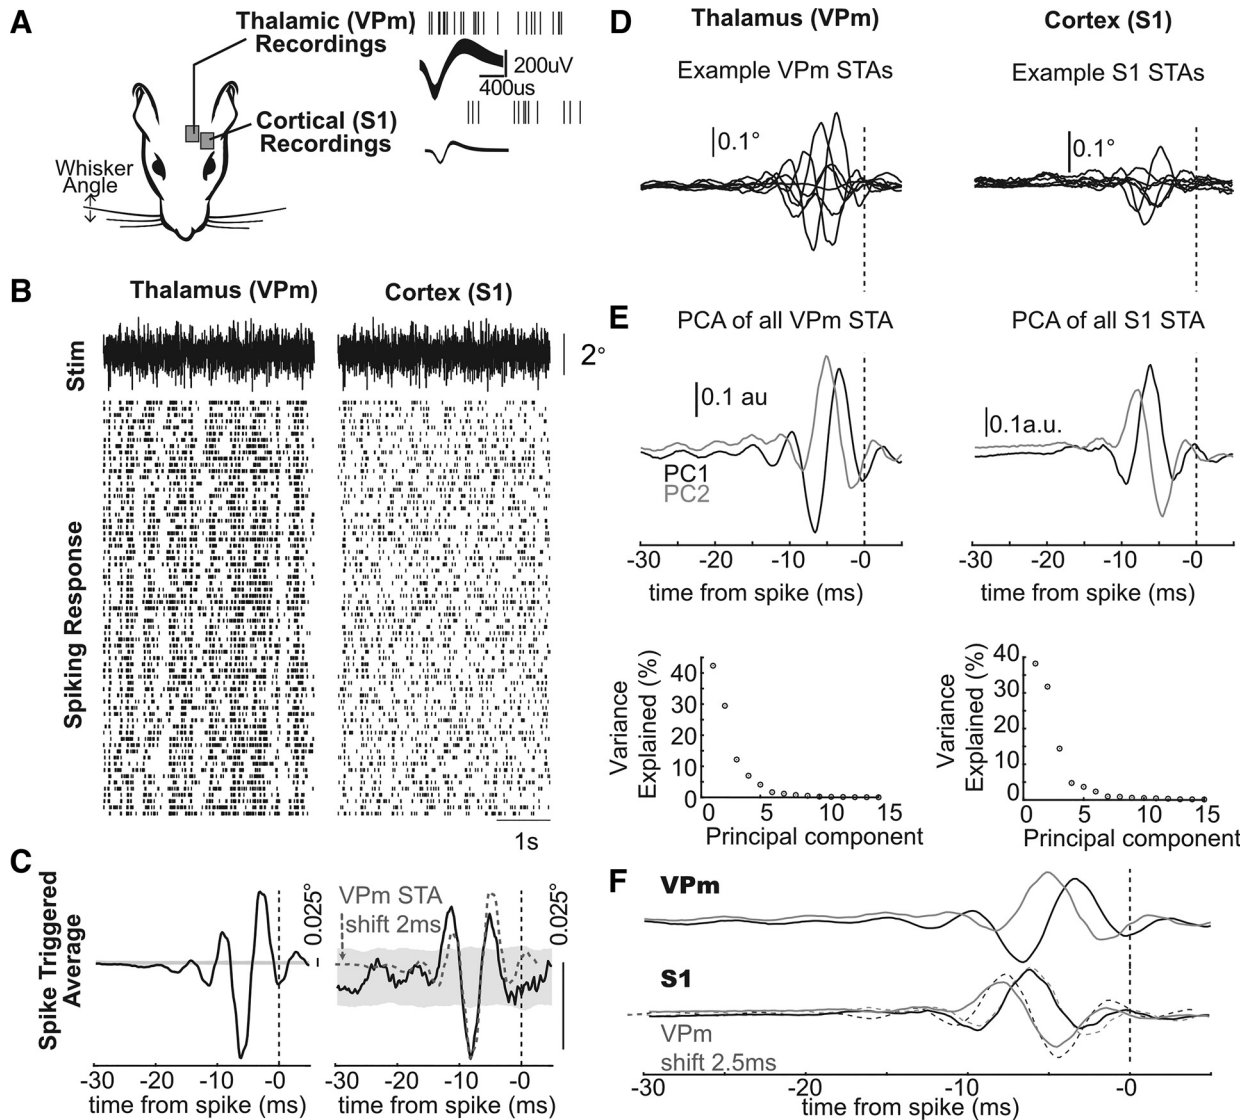 A
Thalamic (VPm)
Recordings
200uV
400us
Cortical (S1)
Recordings
Whisker
Angle
B
Thalamus (VPm)
Cortex (S1)
Stim
2°
Spiking Response
1s
C
Spike Triggered
Average
0.025°
VPm STA
shift 2ms
0.025°
-30 -20 -10 -0
time from spike (ms)
-30 -20 -10 -0
time from spike (ms)
D
Thalamus (VPm)
Cortex (S1)
Example VPm STAs
Example S1 STAs
0.1°
0.1°
E
PCA of all VPm STA
PCA of all S1 STA
0.1 au
0.1a.u.
PC1
PC2
-30 -20 -10 -0
time from spike (ms)
-30 -20 -10 -0
time from spike (ms)
Variance
Explained (%)
40
30
20
10
0
0 5 10 15
Principal component
Variance
Explained (%)
40
30
20
10
0
0 5 10 15
Principal component
F
VPm
S1
VPm
shift 2.5ms
-30 -20 -10 -0
time from spike (ms)